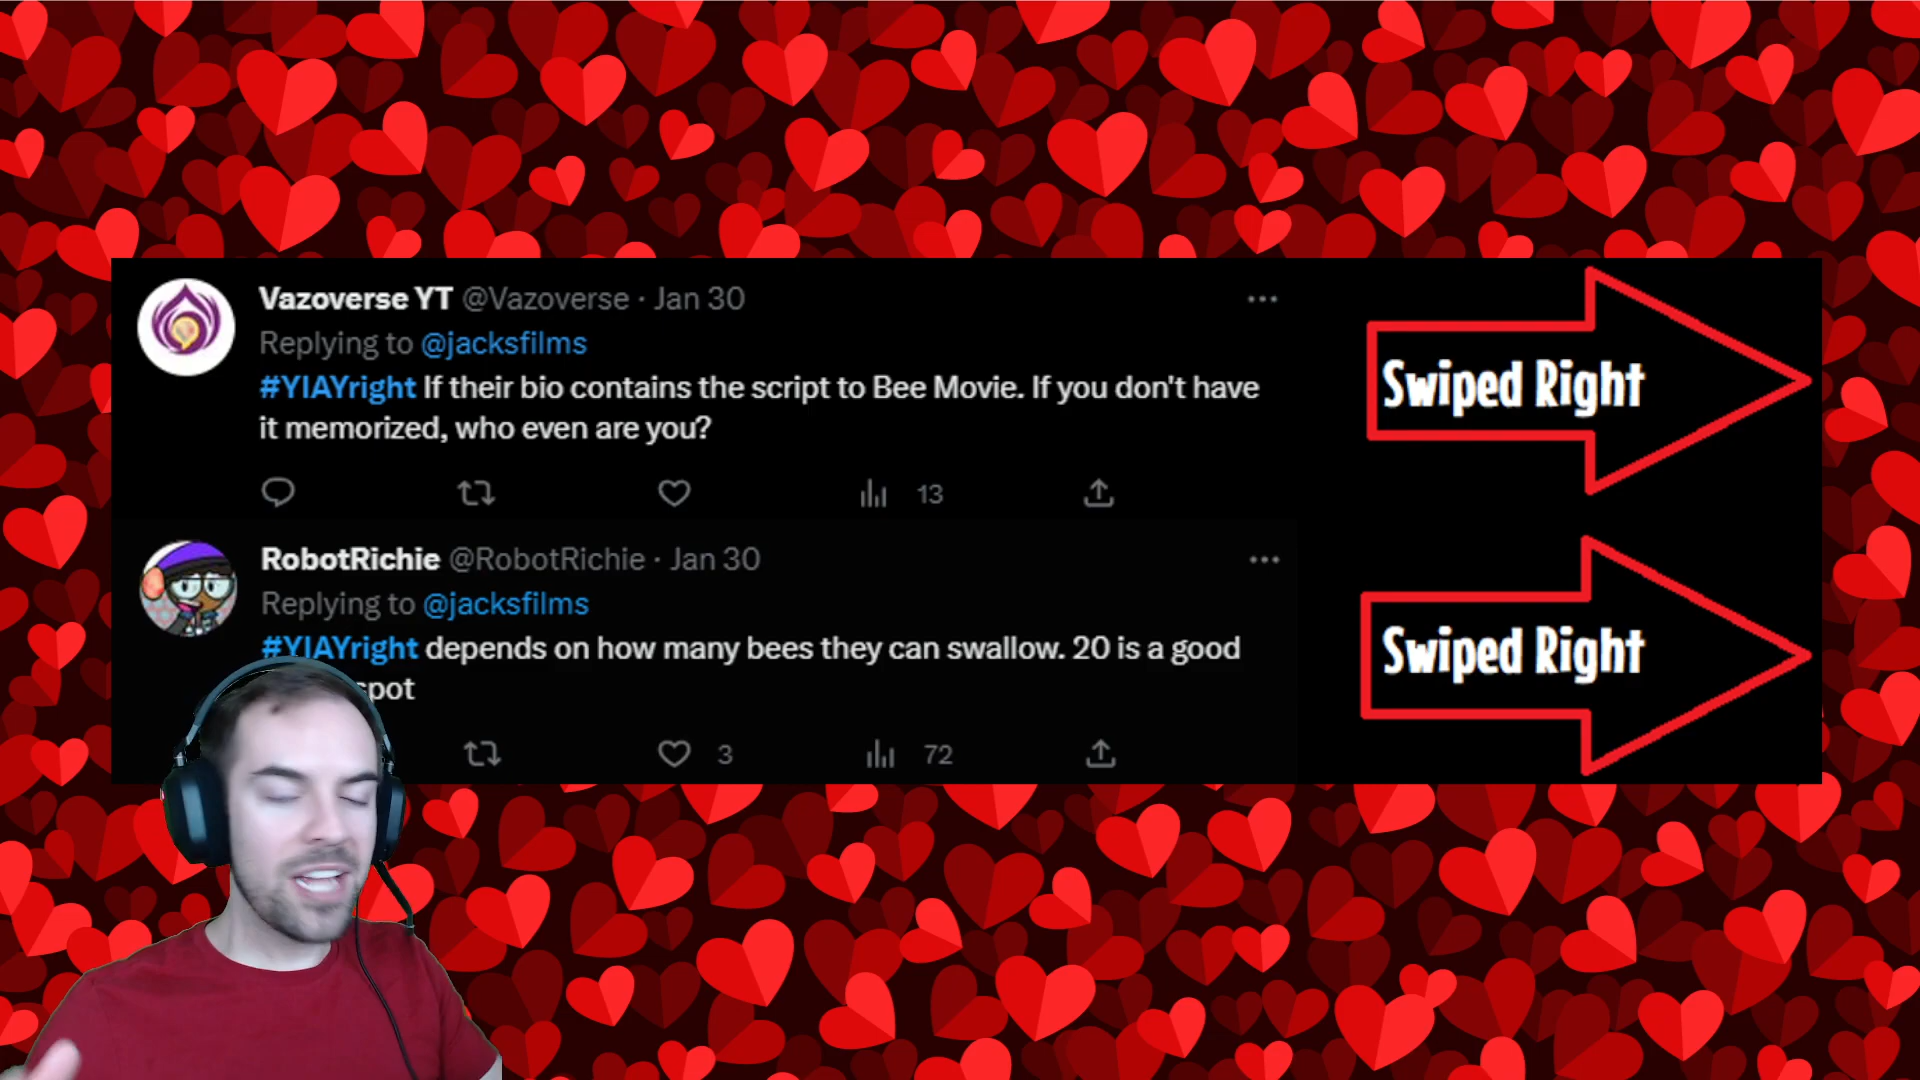 Vazoverse YT @Vazoverse · Jan 30
Replying to @jacksfilms
#YIAYright If their bio contains the script to Bee Movie. If you don't have
it memorized, who even are you?
13
Swiped Right
RobotRichie @RobotRichie · Jan 30
Replying to @jacksfilms
#YIAYright depends on how many bees they can swallow. 20 is a good
spot
3 72
Swiped Right